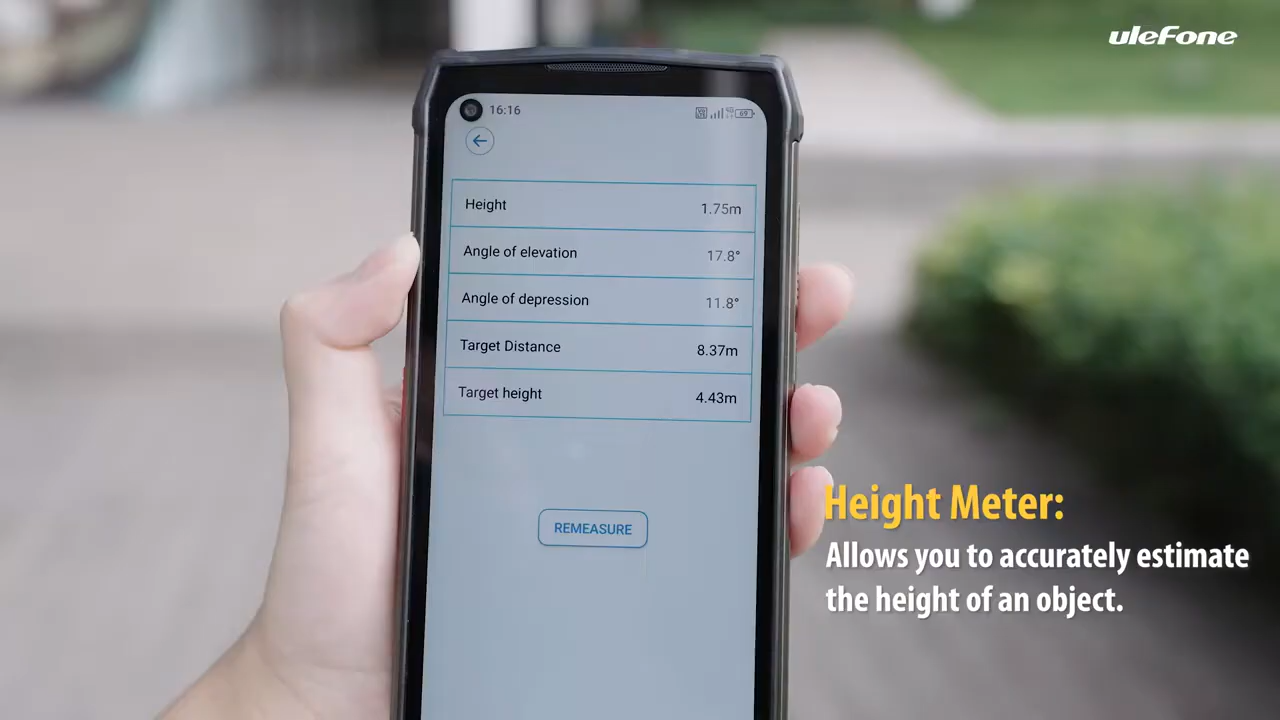 uleFone
16:16
69
Height 1.75m
Angle of elevation 17.8°
Angle of depression 11.8°
Target Distance 8.37m
Target height 4.43m
REMEASURE
Height Meter:
Allows you to accurately estimate
the height of an object.